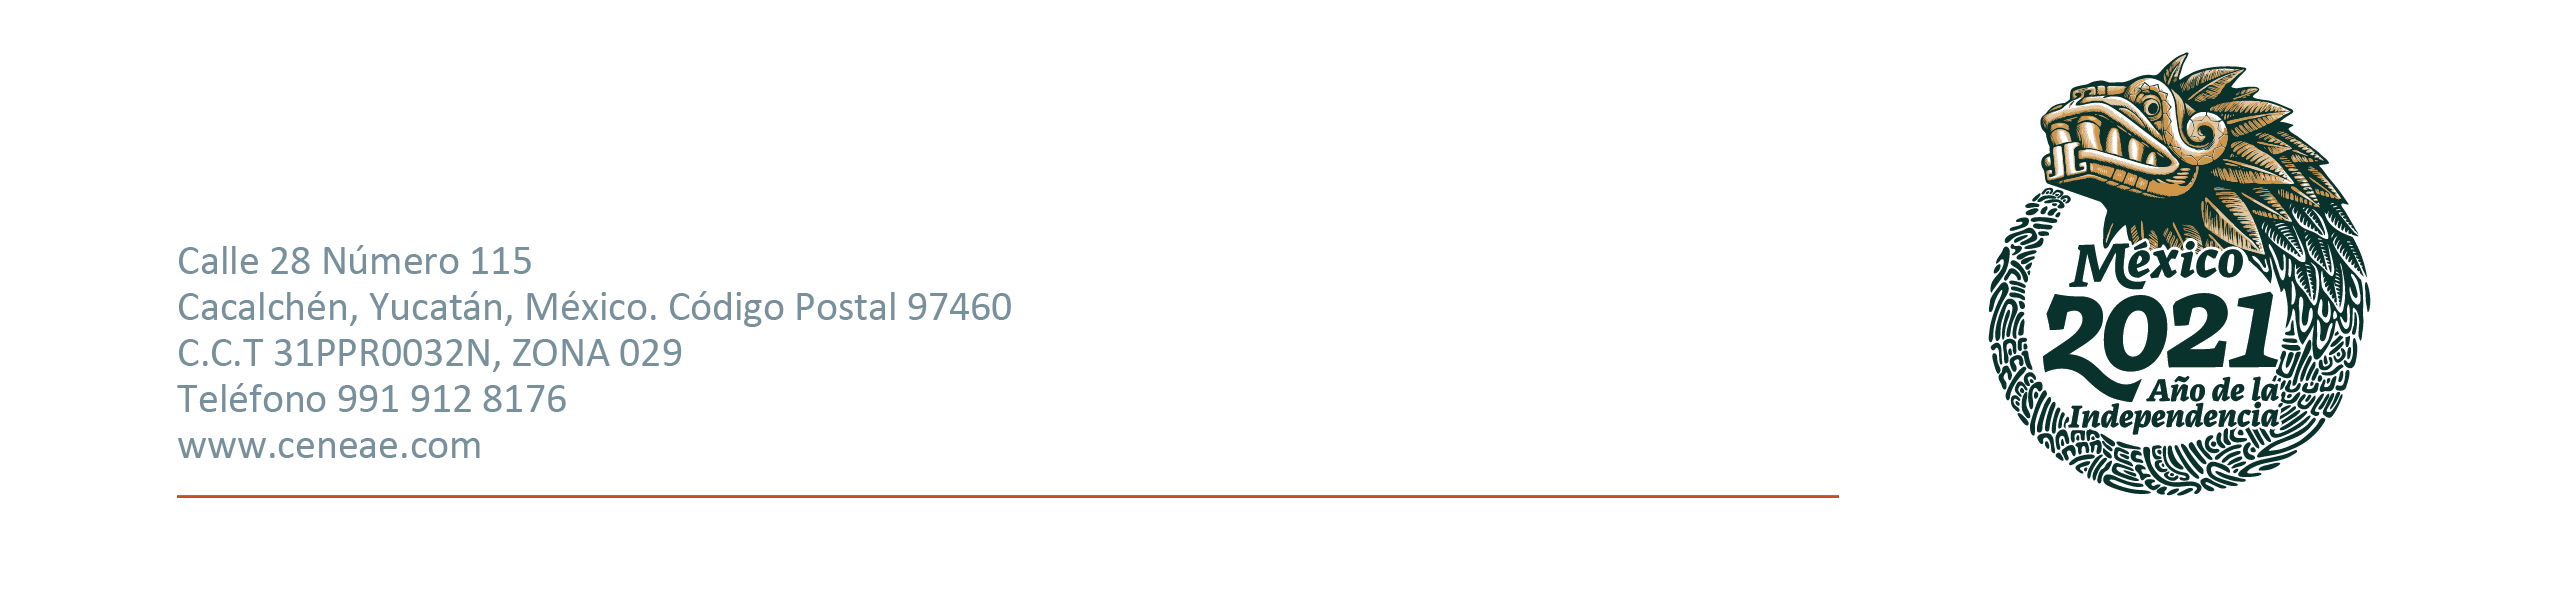 Calle 28 Número 115
Cacalchén, Yucatán, México. Código Postal 97460
C.C.T 31PPR0032N, ZONA 029
Teléfono 991 912 8176
www.ceneae.com
México
2021
Año de la
Independencia